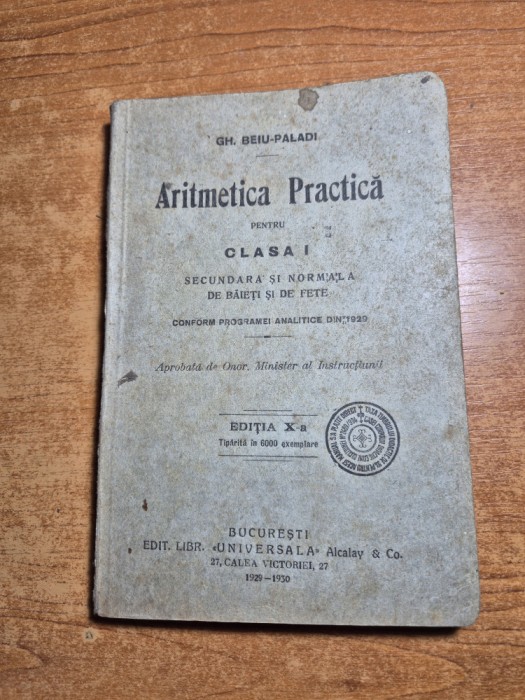 GH. BEIU-PALADI
Aritmetica Practică
PENTRU
CLASA I
SECUNDARA ȘI NORMALA
DE BĂIEȚI ȘI DE FETE
CONFORM PROGRAMEI ANALITICE DIN 1929
Aprobată de Onor. Minister al Instrucțiunii
EDIȚIA X-a
Tipărită în 6000 exemplare
BUCUREȘTI
EDIT. LIBR. «UNIVERSALA» Alcalay & Co.
27, CALEA VICTORIEI, 27
1929—1930